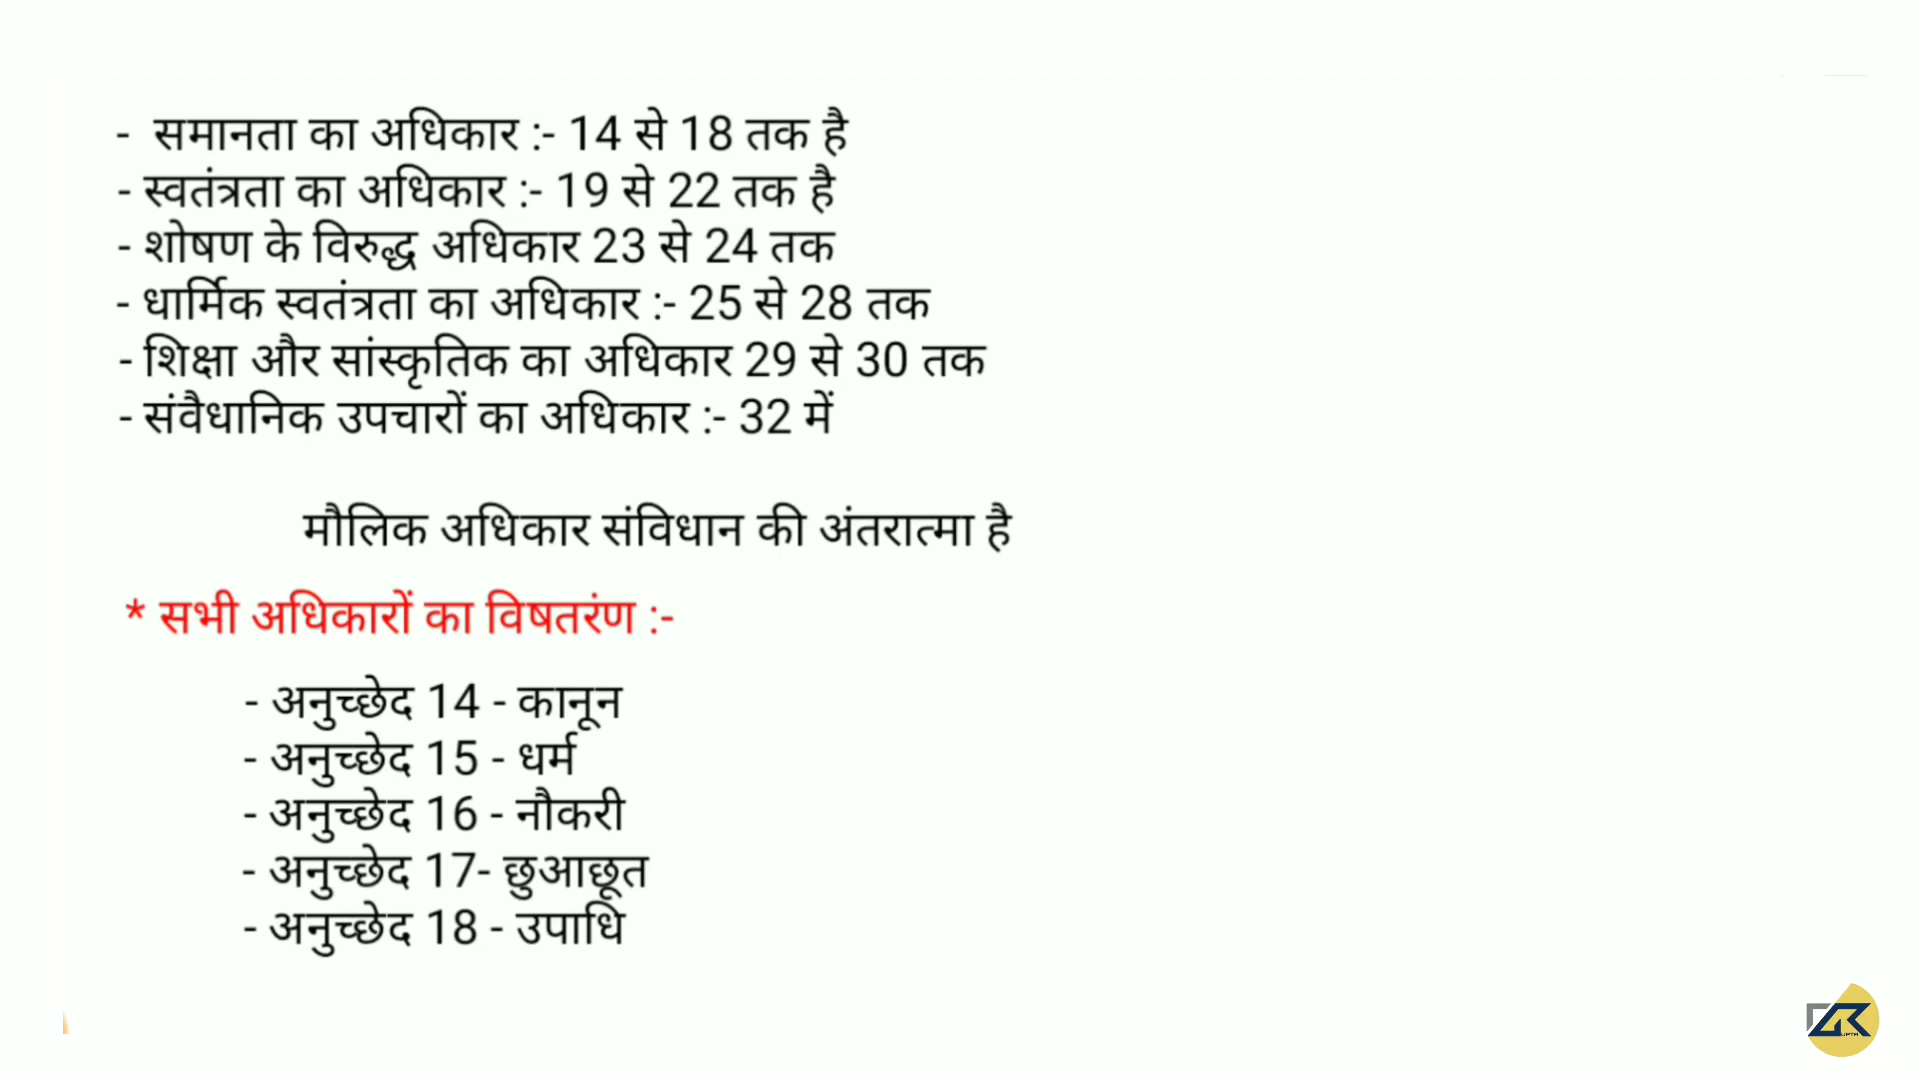 - समानता का अधिकार :- 14 से 18 तक है
- स्वतंत्रता का अधिकार :- 19 से 22 तक है
- शोषण के विरुद्ध अधिकार 23 से 24 तक
- धार्मिक स्वतंत्रता का अधिकार :- 25 से 28 तक
- शिक्षा और सांस्कृतिक का अधिकार 29 से 30 तक
- संवैधानिक उपचारों का अधिकार :- 32 में
मौलिक अधिकार संविधान की अंतरात्मा है
* सभी अधिकारों का विषतरंण :-
- अनुच्छेद 14 - कानून
- अनुच्छेद 15 - धर्म
- अनुच्छेद 16 - नौकरी
- अनुच्छेद 17- छुआछूत
- अनुच्छेद 18 - उपाधि